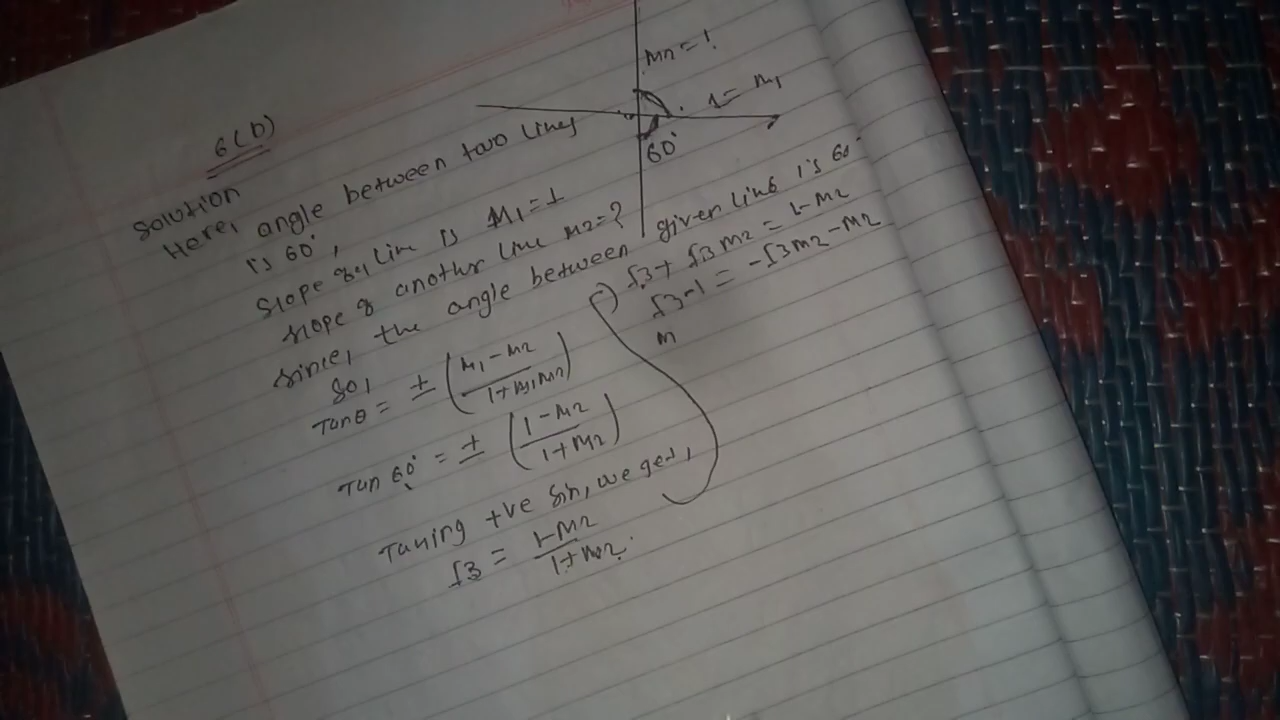 6(b)
Solution
Here, angle between two lines
is 60°,
Slope of 1 line is M1 = 1
slope of another line M2 = ?
since, the angle between given line is 60°
So,
Tanθ = ± (M1 - M2 / 1 + M1M2)
Tan 60° = ± (1 - M2 / 1 + M2)
Taking +ve sin, we get,
√3 = 1 - M2 / 1 + M2.
√3 + √3 M2 = 1 - M2
√3 - 1 = -√3 M2 - M2
m
M2 = ?
1 = M1
60°